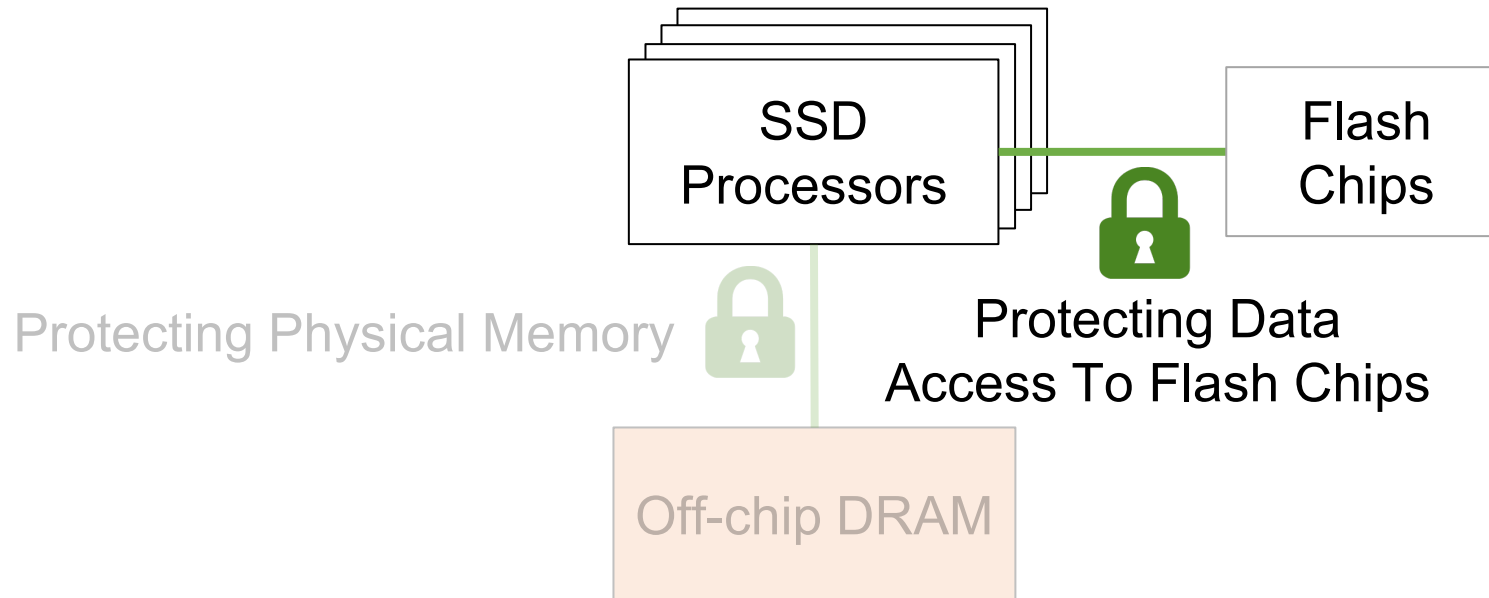 SSD
Processors
Flash
Chips
Protecting Physical Memory
Protecting Data
Access To Flash Chips
Off-chip DRAM